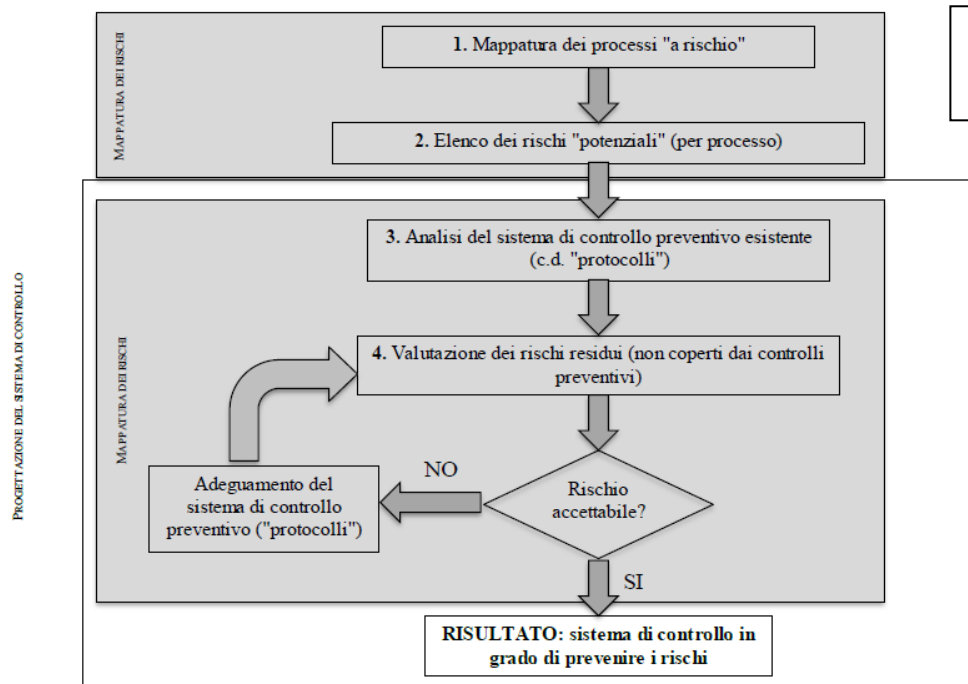 MAPPATURA DEI RISCHI
1. Mappatura dei processi "a rischio"
2. Elenco dei rischi "potenziali" (per processo)
PROGETTAZIONE DEL SISTEMA DI CONTROLLO
MAPPATURA DEI RISCHI
3. Analisi del sistema di controllo preventivo esistente
(c.d. "protocolli")
4. Valutazione dei rischi residui (non coperti dai controlli
preventivi)
Rischio
accettabile?
NO
Adeguamento del
sistema di controllo
preventivo ("protocolli")
SI
RISULTATO: sistema di controllo in
grado di prevenire i rischi